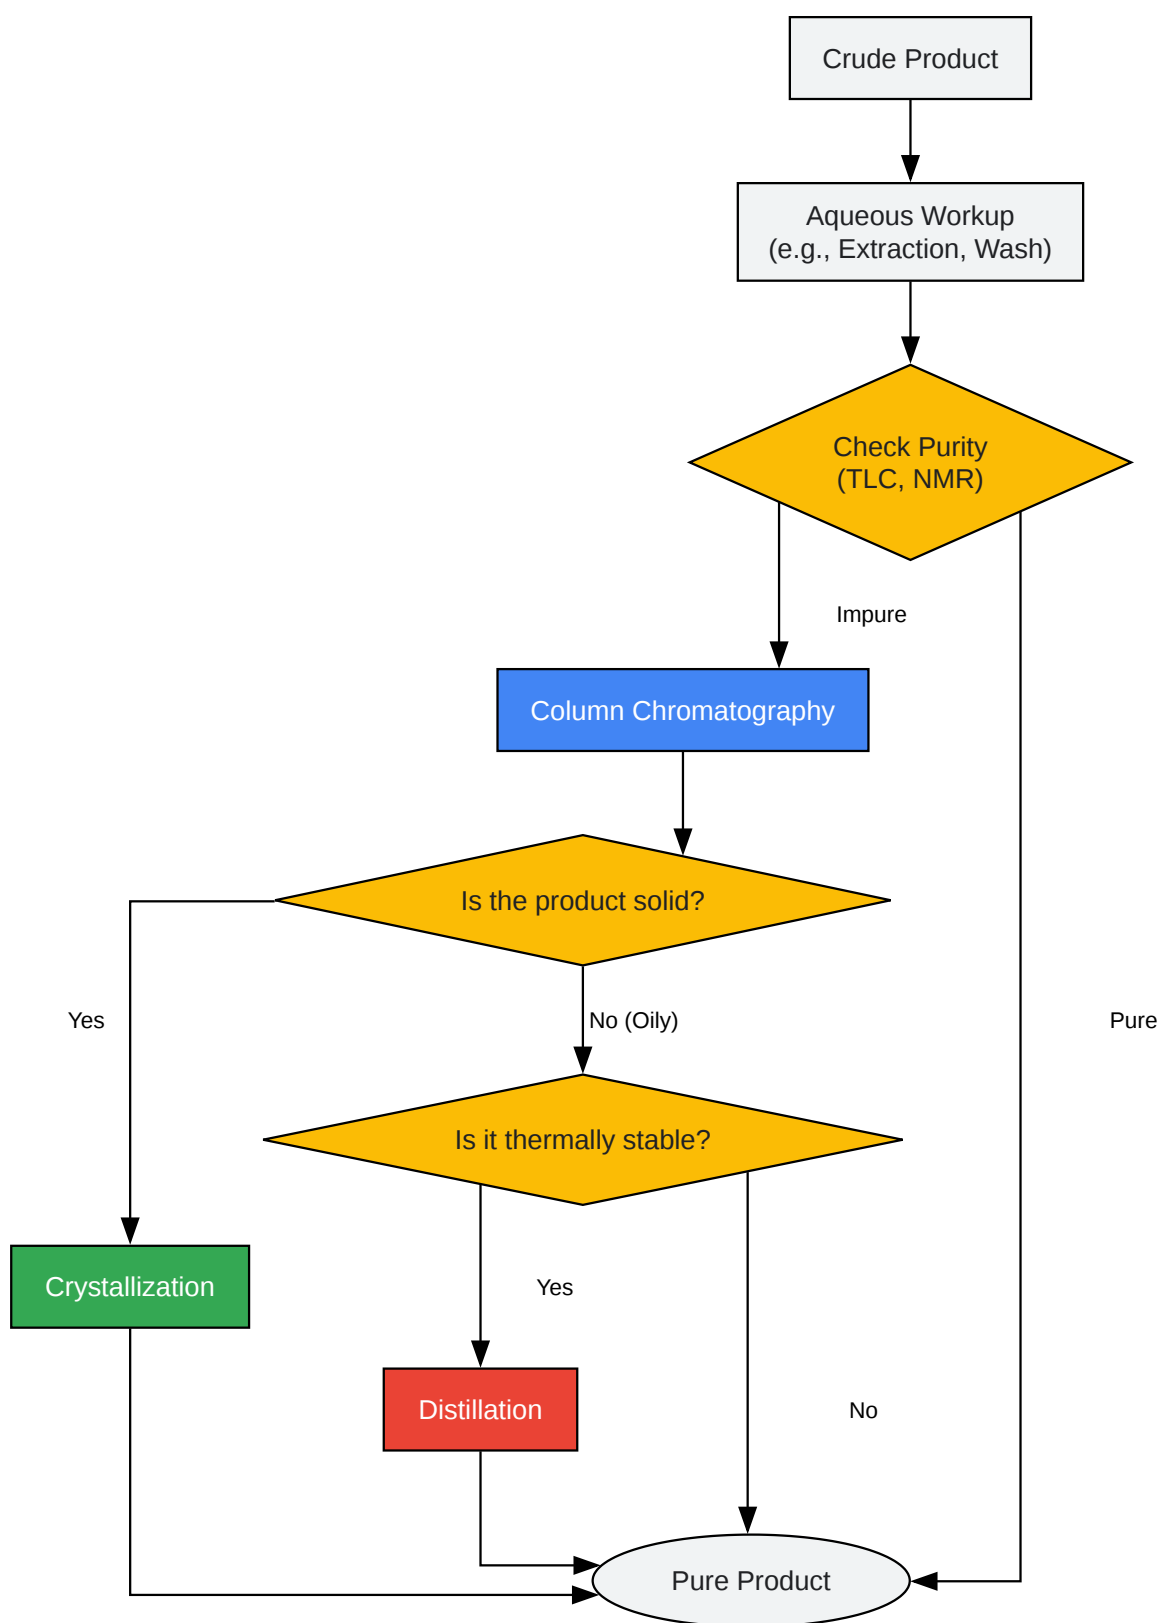 Crude Product
Aqueous Workup
(e.g., Extraction, Wash)
Check Purity
(TLC, NMR)
Impure
Column Chromatography
Is the product solid?
Yes
No (Oily)
Pure
Is it thermally stable?
Crystallization
Yes
Distillation
No
Pure Product